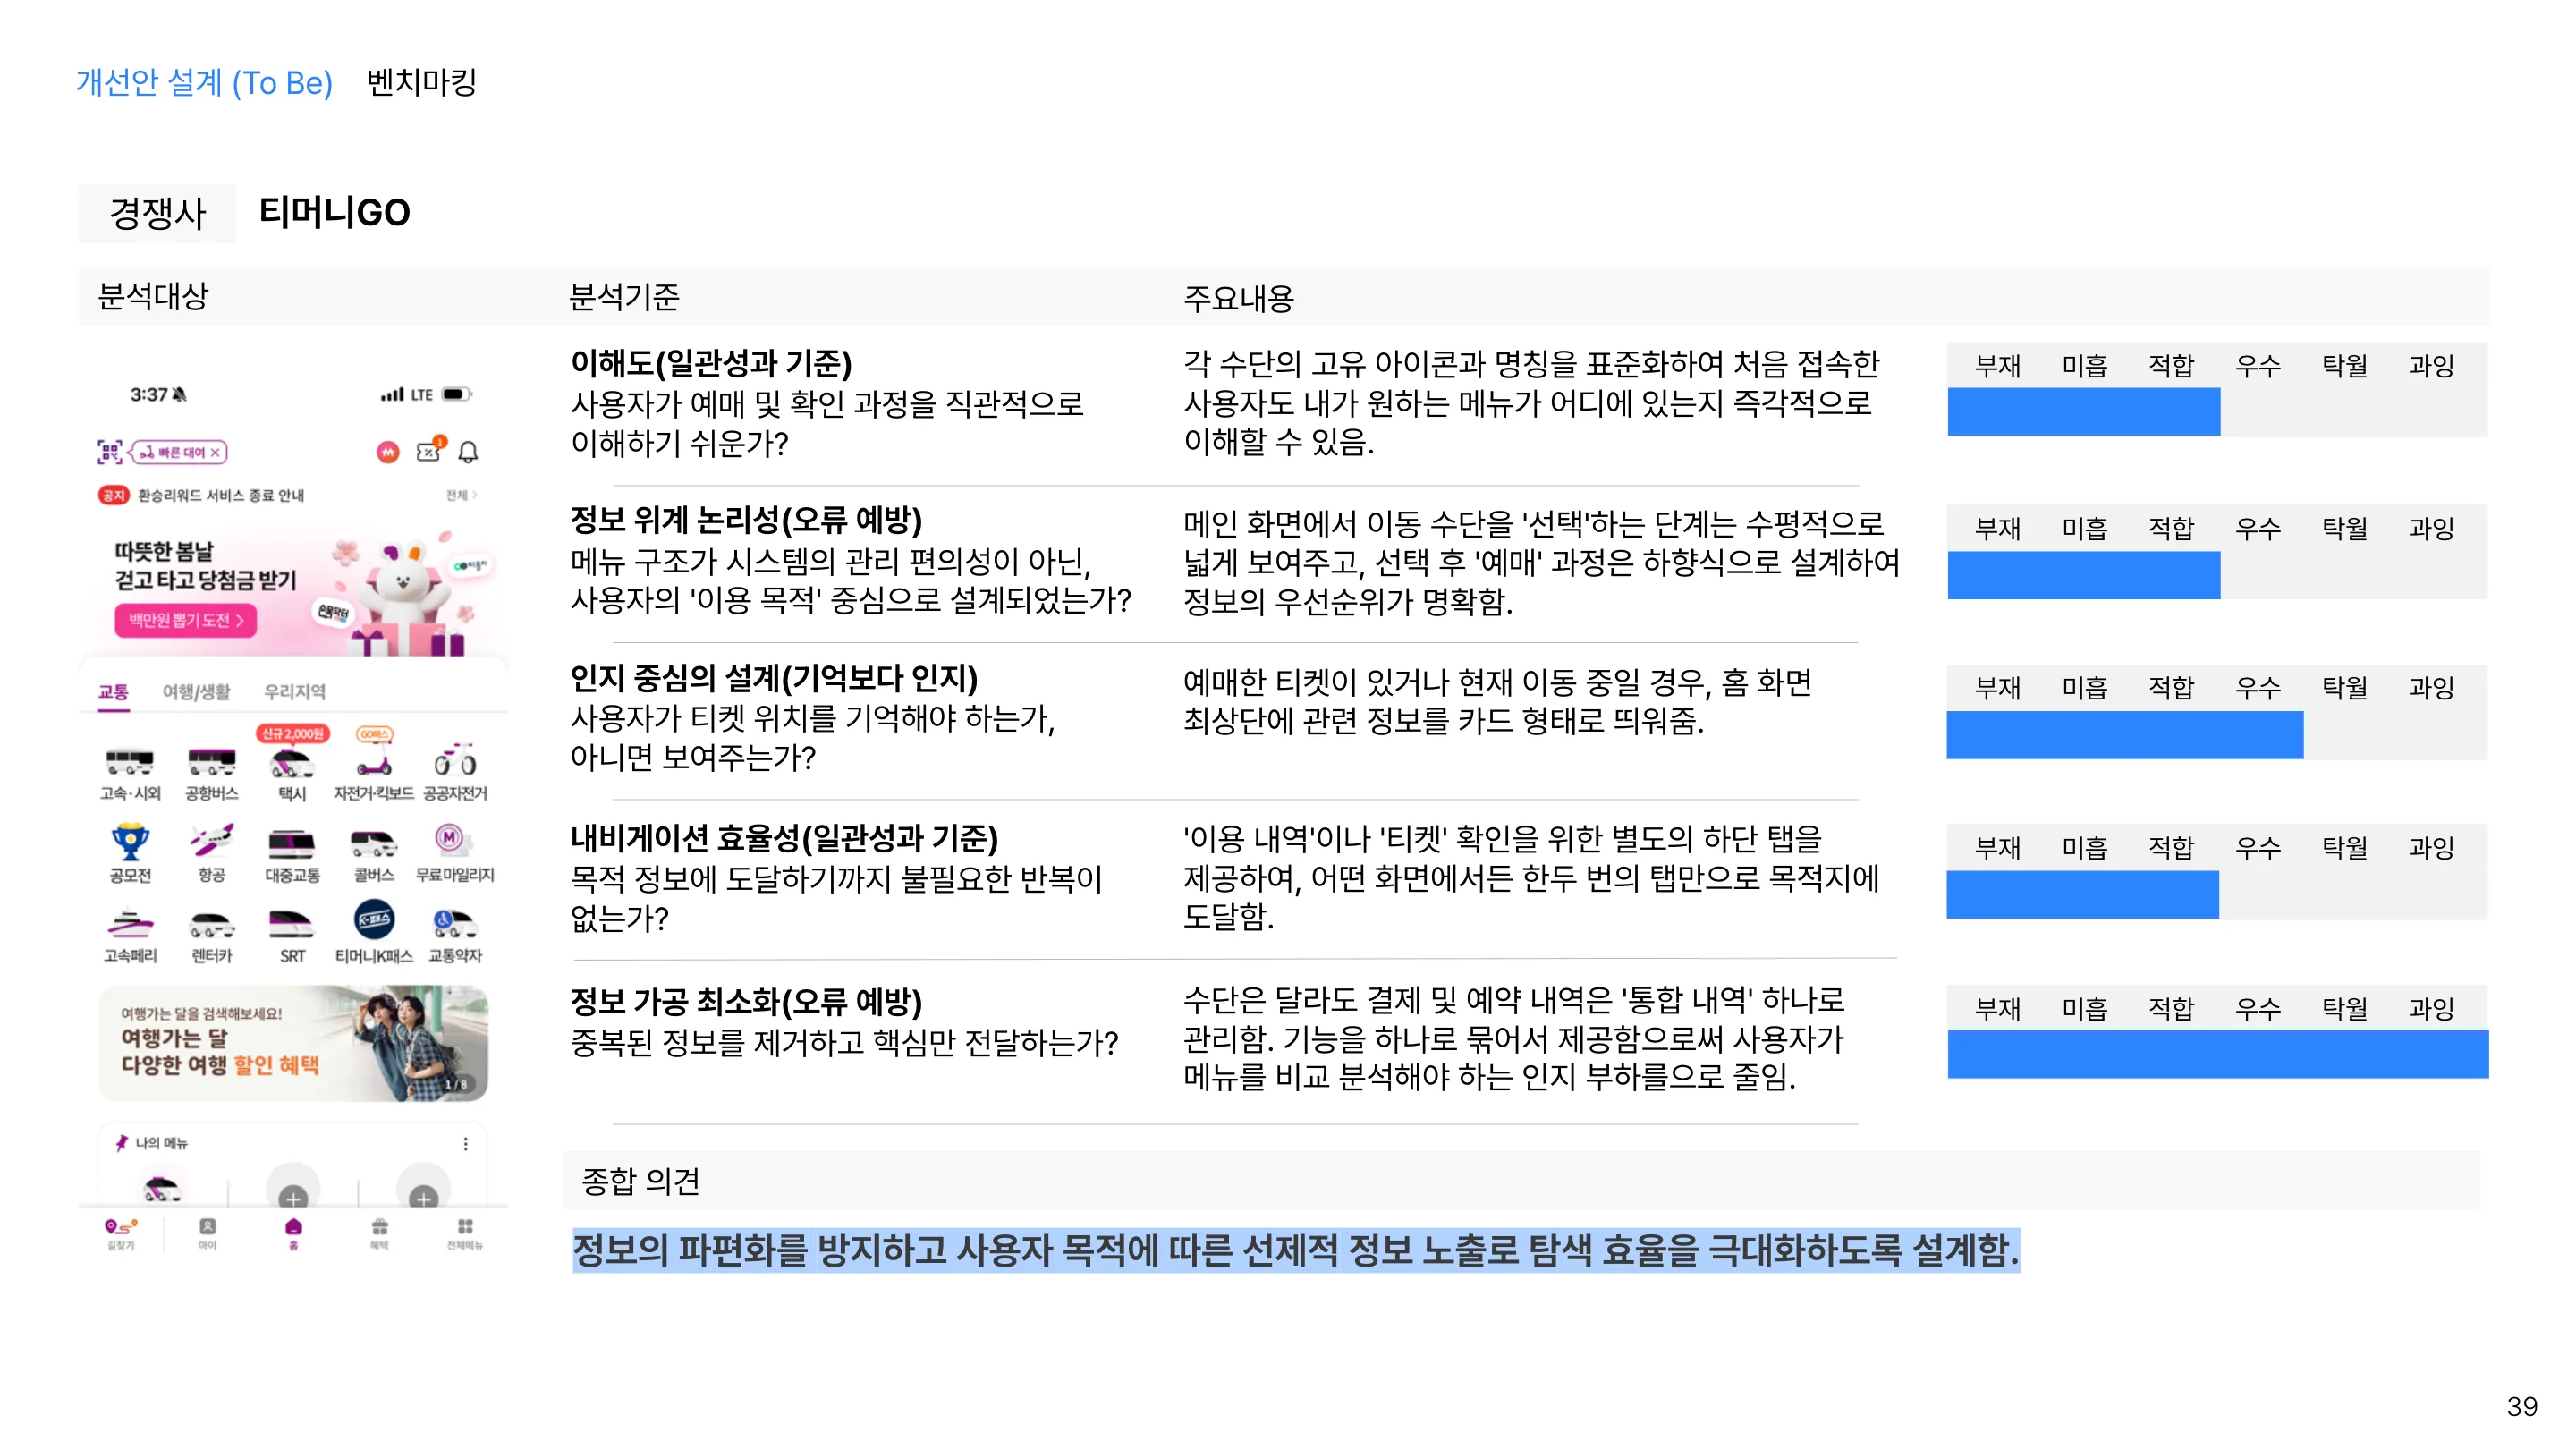 개선안 설계 (To Be) 벤치마킹
경쟁사 티머니GO
분석대상 분석기준 주요내용
3:37 LTE
빠른 대여 ×
1
공지 환승리워드 서비스 종료 안내 전체 >
따뜻한 봄날
걷고 타고 당첨금 받기
백만원 뽑기 도전 >
손목닥터
교통 여행/생활 우리지역
신규 2,000원 GO패스
고속·시외 공항버스 택시 자전거·킥보드 공공자전거
M
공모전 항공 대중교통 콜버스 무료마일리지
K-패스
고속페리 렌터카 SRT 티머니K패스 교통약자
여행가는 달을 검색해보세요!
여행가는 달
다양한 여행 할인 혜택
1 / 8
나의 메뉴
길찾기 마이 홈 혜택 전체메뉴
이해도(일관성과 기준)
사용자가 예매 및 확인 과정을 직관적으로
이해하기 쉬운가?
각 수단의 고유 아이콘과 명칭을 표준화하여 처음 접속한
사용자도 내가 원하는 메뉴가 어디에 있는지 즉각적으로
이해할 수 있음.
부재 미흡 적합 우수 탁월 과잉
정보 위계 논리성(오류 예방)
메뉴 구조가 시스템의 관리 편의성이 아닌,
사용자의 '이용 목적' 중심으로 설계되었는가?
메인 화면에서 이동 수단을 '선택'하는 단계는 수평적으로
넓게 보여주고, 선택 후 '예매' 과정은 하향식으로 설계하여
정보의 우선순위가 명확함.
부재 미흡 적합 우수 탁월 과잉
인지 중심의 설계(기억보다 인지)
사용자가 티켓 위치를 기억해야 하는가,
아니면 보여주는가?
예매한 티켓이 있거나 현재 이동 중일 경우, 홈 화면
최상단에 관련 정보를 카드 형태로 띄워줌.
부재 미흡 적합 우수 탁월 과잉
내비게이션 효율성(일관성과 기준)
목적 정보에 도달하기까지 불필요한 반복이
없는가?
'이용 내역'이나 '티켓' 확인을 위한 별도의 하단 탭을
제공하여, 어떤 화면에서든 한두 번의 탭만으로 목적지에
도달함.
부재 미흡 적합 우수 탁월 과잉
정보 가공 최소화(오류 예방)
중복된 정보를 제거하고 핵심만 전달하는가?
수단은 달라도 결제 및 예약 내역은 '통합 내역' 하나로
관리함. 기능을 하나로 묶어서 제공함으로써 사용자가
메뉴를 비교 분석해야 하는 인지 부하를으로 줄임.
부재 미흡 적합 우수 탁월 과잉
종합 의견
정보의 파편화를 방지하고 사용자 목적에 따른 선제적 정보 노출로 탐색 효율을 극대화하도록 설계함.
39